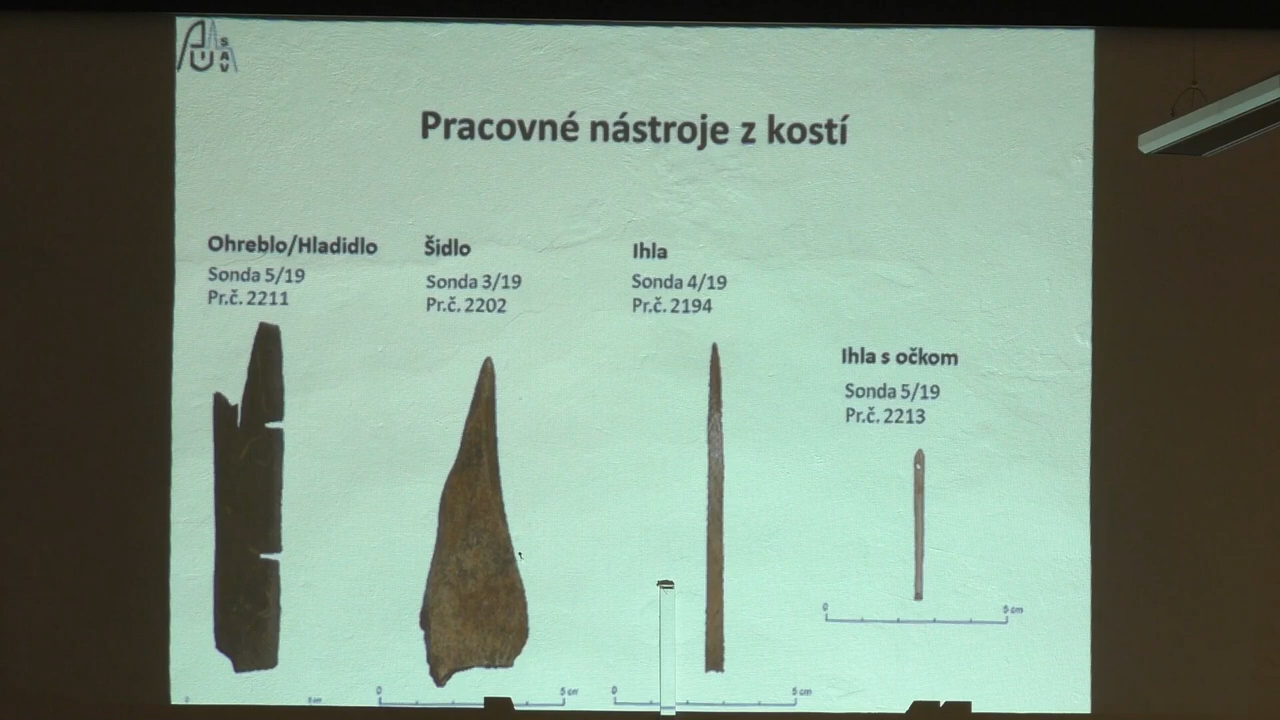 AÚ SAV
Pracovné nástroje z kostí
Ohreblo/Hladidlo
Sonda 5/19
Pr.č. 2211
Šidlo
Sonda 3/19
Pr.č. 2202
Ihla
Sonda 4/19
Pr.č. 2194
Ihla s očkom
Sonda 5/19
Pr.č. 2213
0 5 cm
0 5 cm
0 5 cm
0 5 cm